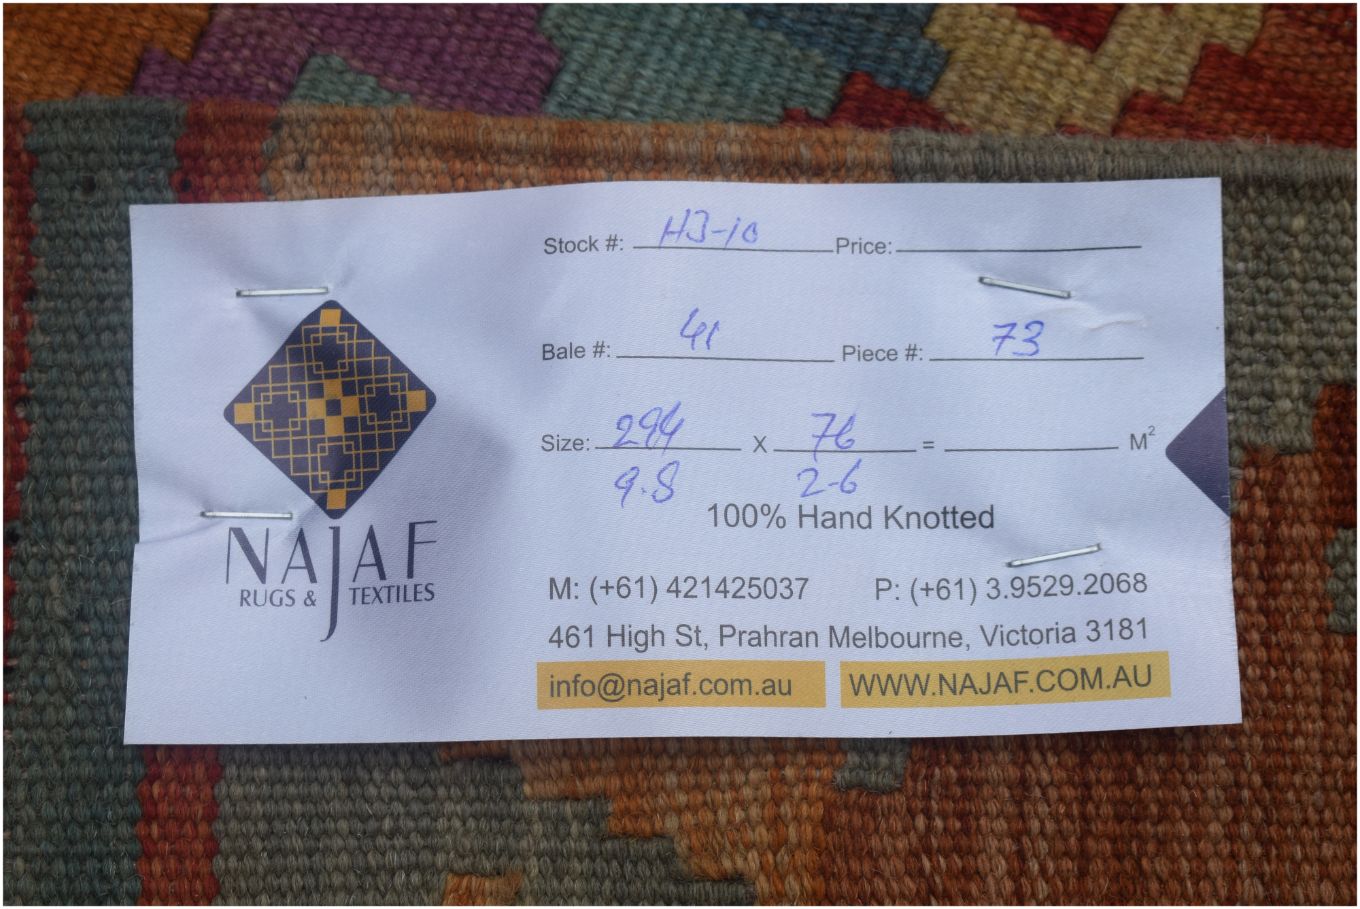 NAJAF
RUGS & TEXTILES
Stock #: HJ-10 Price:
Bale #: 41 Piece #: 73
Size: 294 X 76 = M²
9.8 2-6
100% Hand Knotted
M: (+61) 421425037 P: (+61) 3.9529.2068
461 High St, Prahran Melbourne, Victoria 3181
info@najaf.com.au WWW.NAJAF.COM.AU